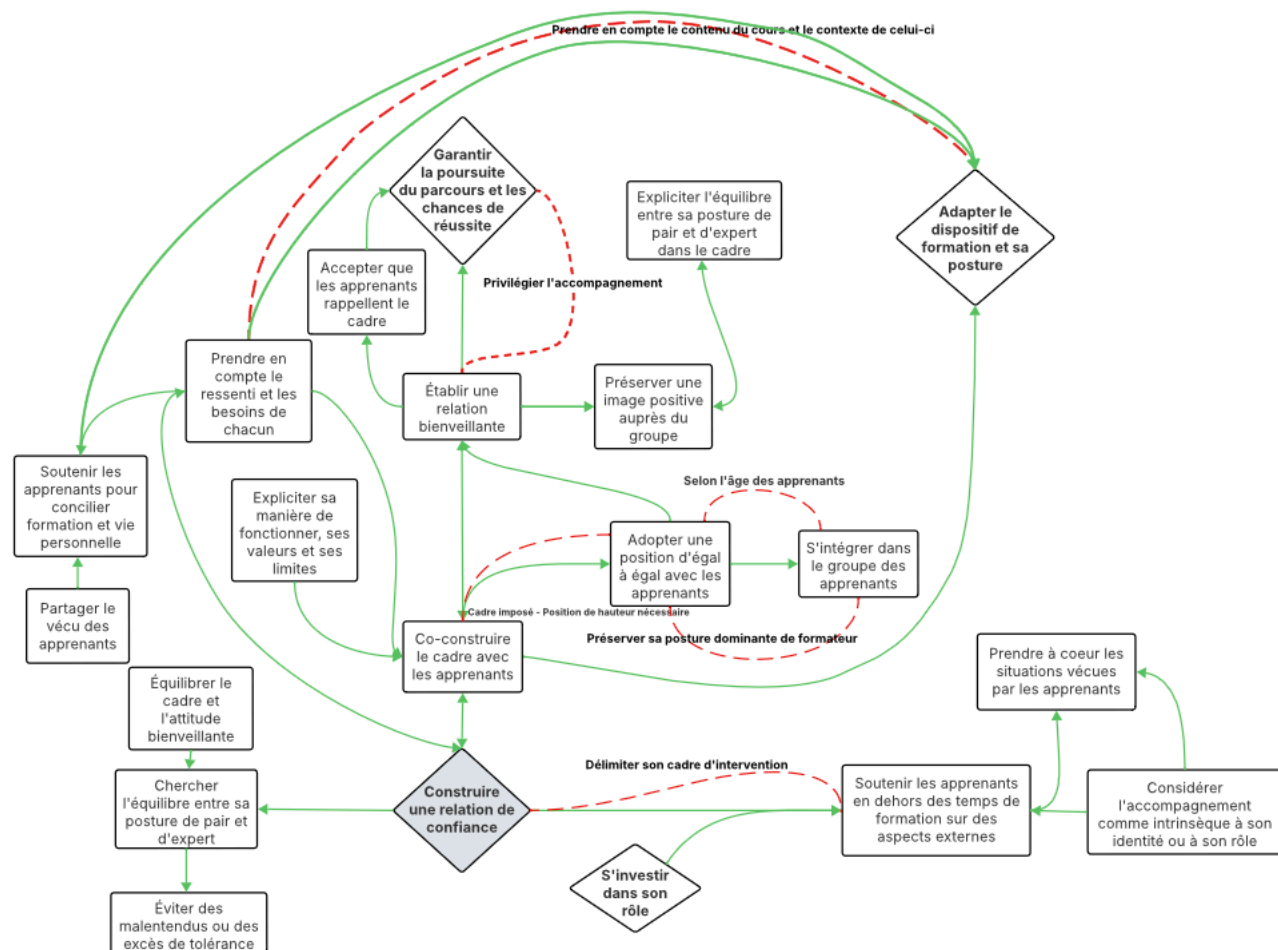 Prendre en compte le contenu du cours et le contexte de celui-ci
Garantir
la poursuite
du parcours et les
chances de
réussite
Expliciter l'équilibre
entre sa posture de
pair et d'expert
dans le cadre
Adapter le
dispositif de
formation et sa
posture
Accepter que
les apprenants
rappellent le
cadre
Privilégier l'accompagnement
Prendre en
compte le
ressenti et les
besoins de
chacun
Établir une
relation
bienveillante
Préserver une
image positive
auprès du
groupe
Soutenir les
apprenants pour
concilier
formation et vie
personnelle
Expliciter sa
manière de
fonctionner, ses
valeurs et ses
limites
Selon l'âge des apprenants
Adopter une
position d'égal
à égal avec les
apprenants
S'intégrer dans
le groupe des
apprenants
Partager le
vécu des
apprenants
Cadre imposé - Position de hauteur nécessaire
Co-construire
le cadre avec
les apprenants
Préserver sa posture dominante de formateur
Prendre à coeur les
situations vécues
par les apprenants
Équilibrer le
cadre et
l'attitude
bienveillante
Chercher
l'équilibre entre sa
posture de pair et
d'expert
Construire
une relation de
confiance
Délimiter son cadre d'intervention
Soutenir les apprenants
en dehors des temps de
formation sur des
aspects externes
Considérer
l'accompagnement
comme intrinsèque à son
identité ou à son rôle
S'investir
dans son
rôle
Éviter des
malentendus ou des
excès de tolérance